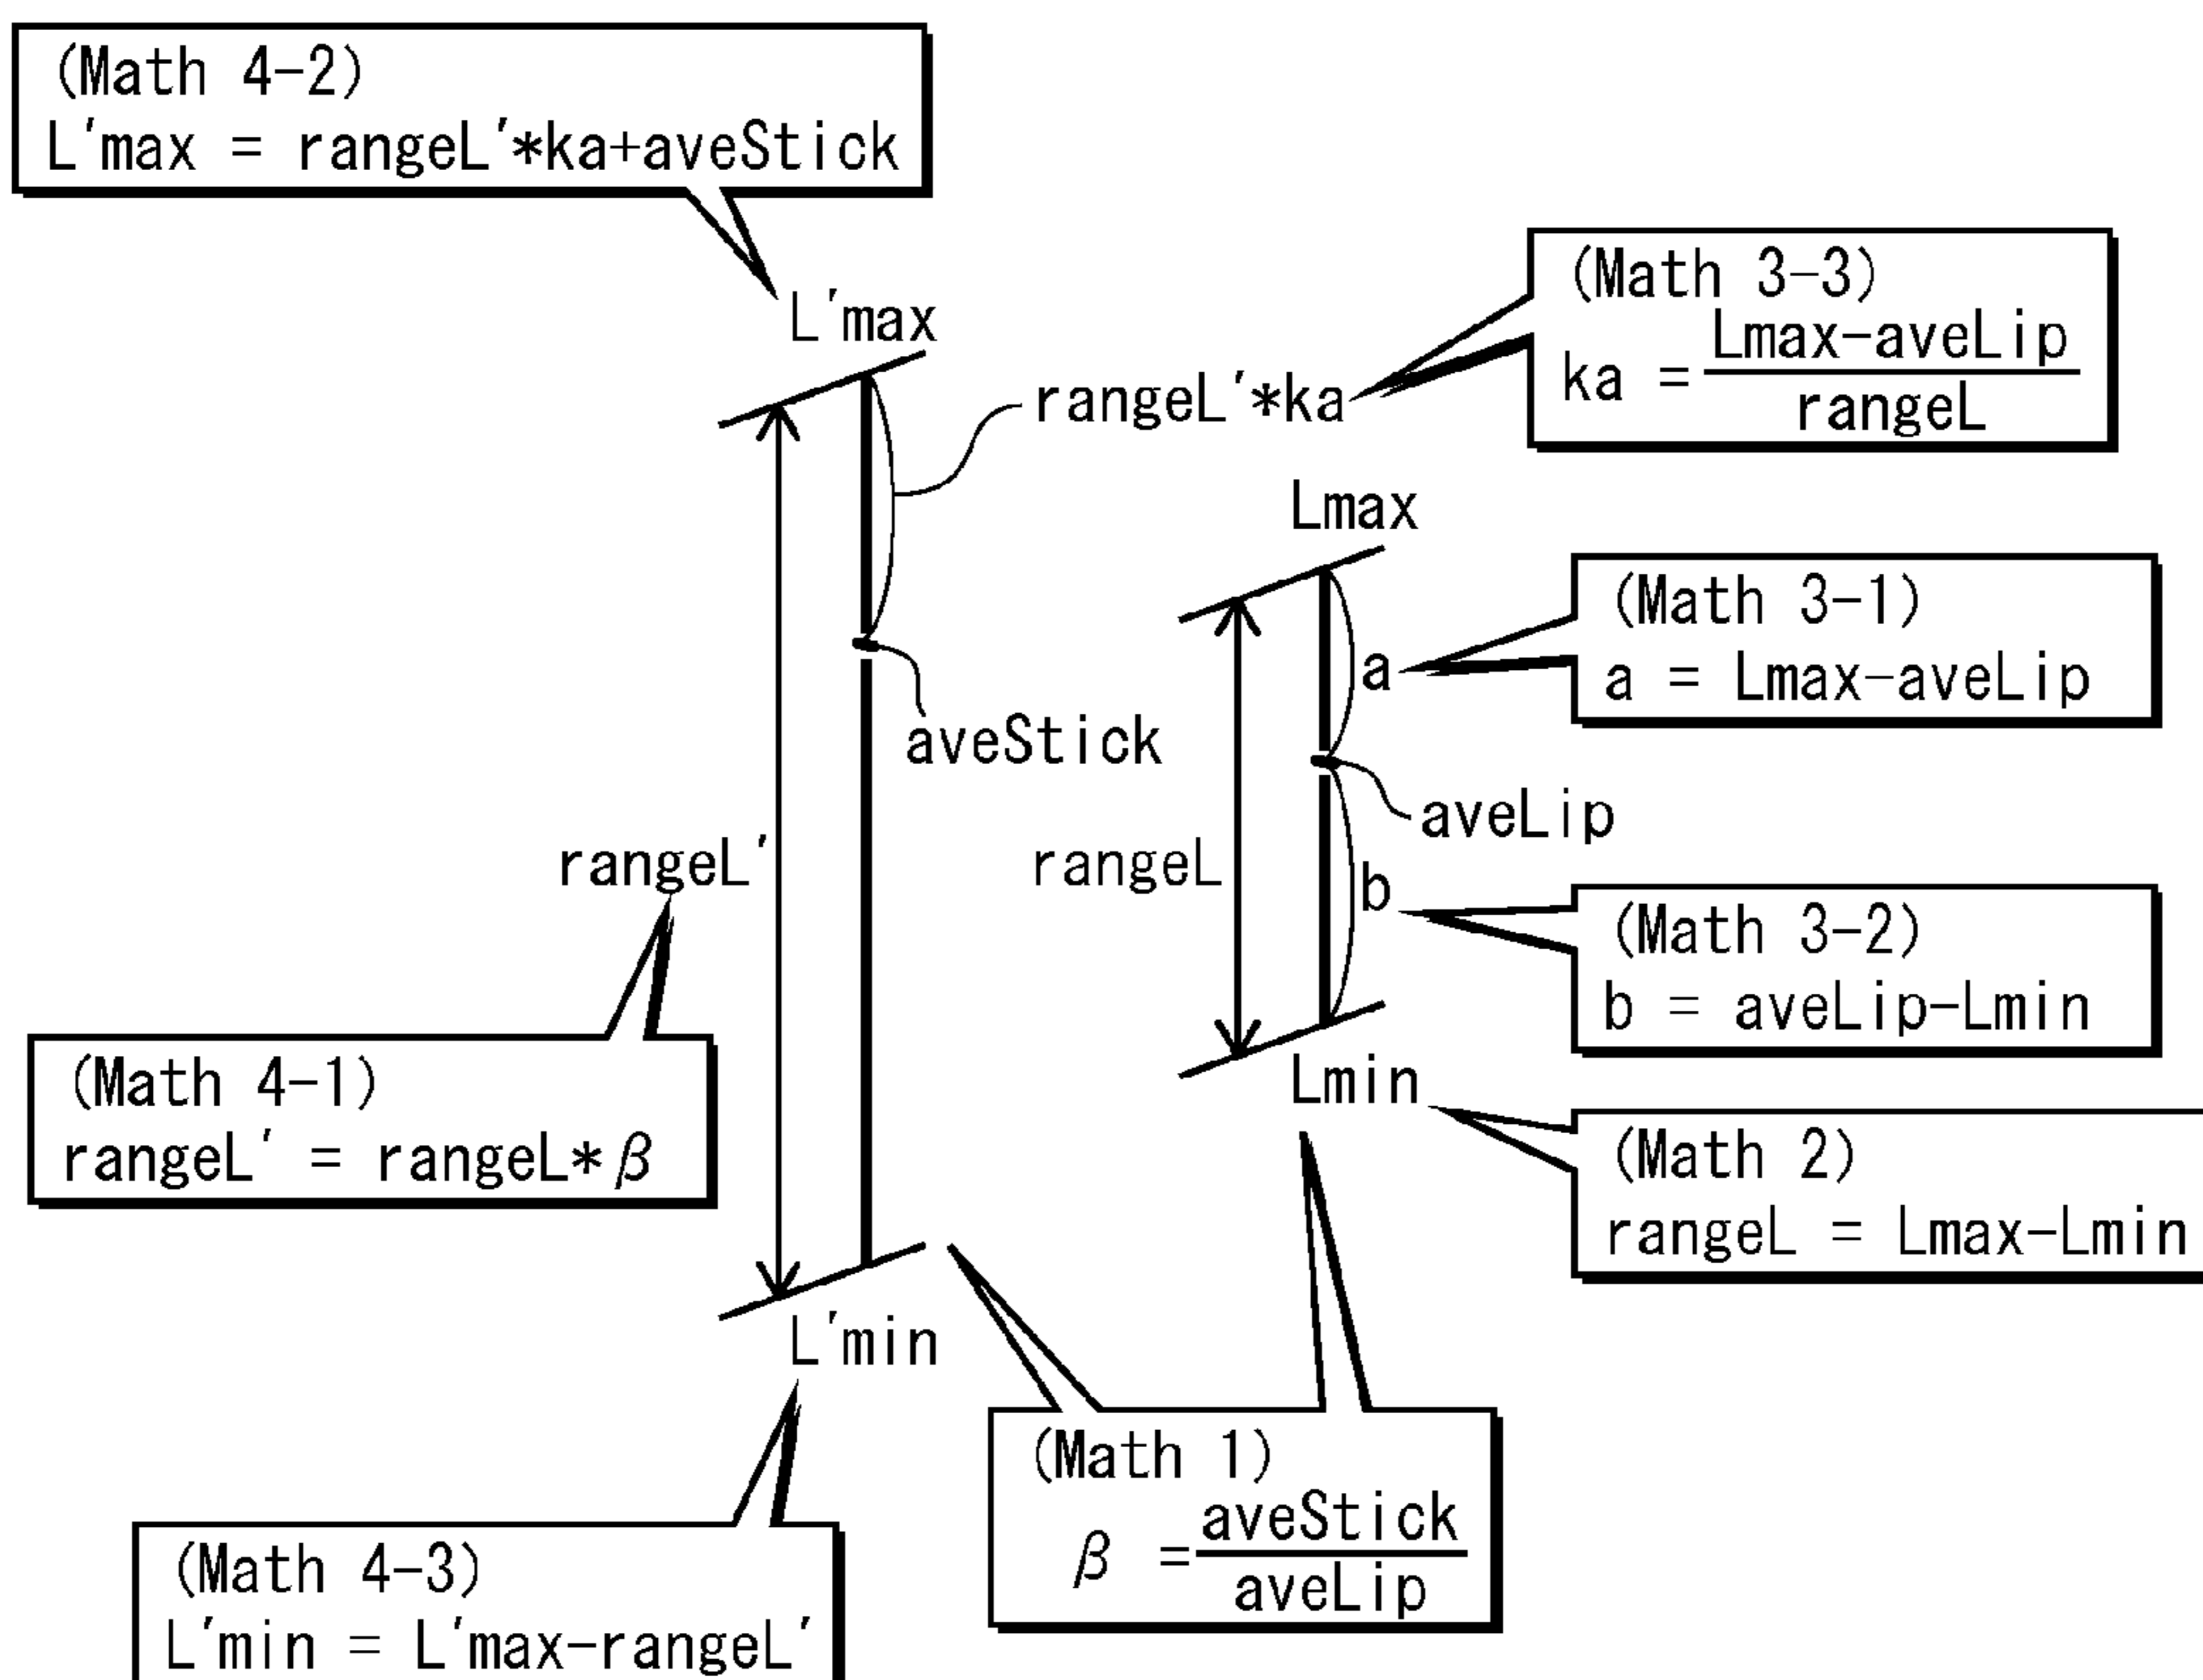 (Math 4-2)
L'max = rangeL'*ka+aveStick
L'max
rangeL'*ka
(Math 3-3)
ka = Lmax-aveLip
rangeL
Lmax
(Math 3-1)
a = Lmax-aveLip
a
aveStick
aveLip
rangeL'
rangeL
b
(Math 3-2)
b = aveLip-Lmin
Lmin
(Math 4-1)
rangeL' = rangeL*β
(Math 2)
rangeL = Lmax-Lmin
L'min
(Math 1)
β = aveStick
aveLip
(Math 4-3)
L'min = L'max-rangeL'